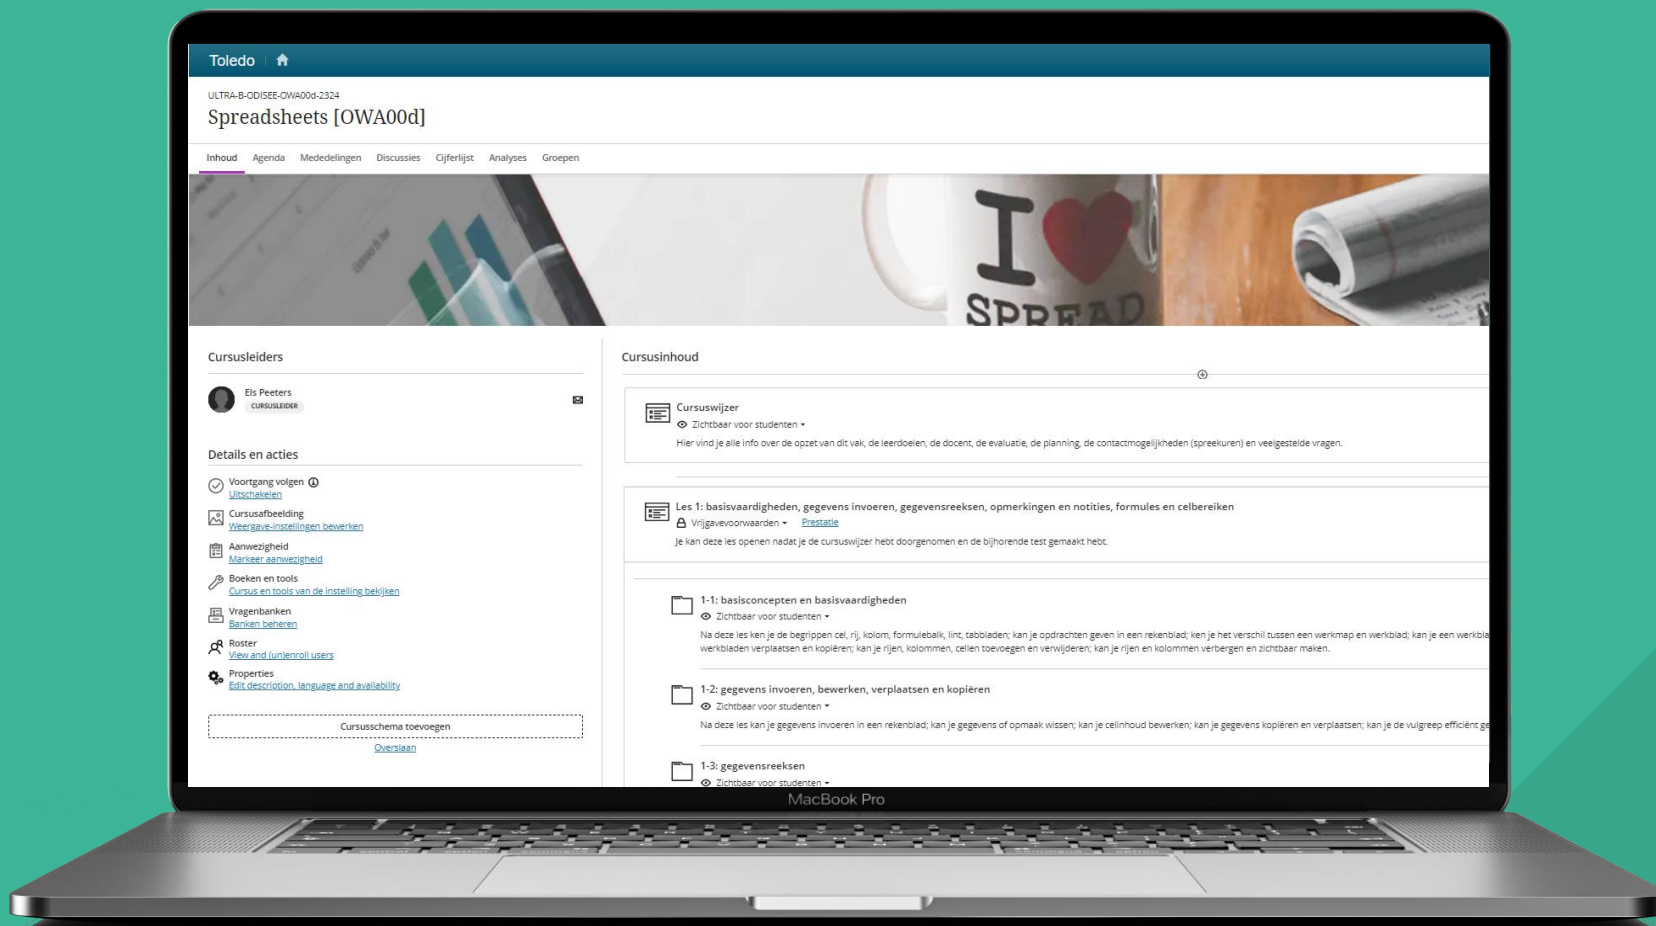 Toledo
ULTRA-B-ODISEE-OWA00d-2324
Spreadsheets [OWA00d]
Inhoud Agenda Mededelingen Discussies Cijferlijst Analyses Groepen
I
SPREAD
Cursusleiders
Els Peeters
CURSUSLEIDER
Details en acties
Voortgang volgen
Uitschakelen
Cursusafbeelding
Weergave-instellingen bewerken
Aanwezigheid
Markeer aanwezigheid
Boeken en tools
Cursus en tools van de instelling bekijken
Vragenbanken
Banken beheren
Roster
View and (un)enroll users
Properties
Edit description, language and availability
Cursusschema toevoegen
Overslaan
Cursusinhoud
Cursuswijzer
Zichtbaar voor studenten
Hier vind je alle info over de opzet van dit vak, de leerdoelen, de docent, de evaluatie, de planning, de contactmogelijkheden (spreekuren) en veelgestelde vragen.
Les 1: basisvaardigheden, gegevens invoeren, gegevensreeksen, opmerkingen en notities, formules en celbereiken
Vrijgavevoorwaarden Prestatie
Je kan deze les openen nadat je de cursuswijzer hebt doorgenomen en de bijhorende test gemaakt hebt.
1-1: basisconcepten en basisvaardigheden
Zichtbaar voor studenten
Na deze les ken je de begrippen cel, rij, kolom, formulebalk, lint, tabbladen; kan je opdrachten geven in een rekenblad; ken je het verschil tussen een werkmap en werkblad; kan je een werkbla
werkbladen verplaatsen en kopiëren; kan je rijen, kolommen, cellen toevoegen en verwijderen; kan je rijen en kolommen verbergen en zichtbaar maken.
1-2: gegevens invoeren, bewerken, verplaatsen en kopiëren
Zichtbaar voor studenten
Na deze les kan je gegevens invoeren in een rekenblad; kan je gegevens of opmaak wissen; kan je celinhoud bewerken; kan je gegevens kopiëren en verplaatsen; kan je de vulgreep efficiënt ge
1-3: gegevensreeksen
Zichtbaar voor studenten
MacBook Pro